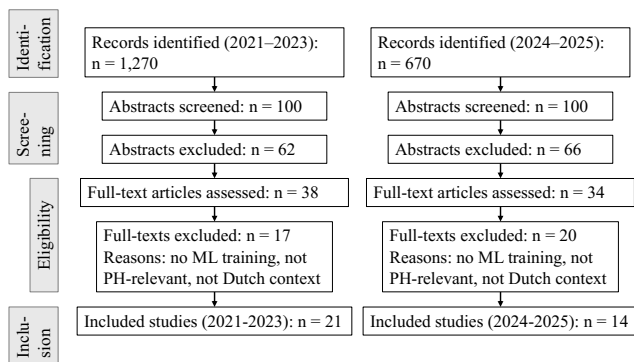 Identi-
fication
Records identified (2021–2023):
n = 1,270
Records identified (2024–2025):
n = 670
Scree-
ning
Abstracts screened: n = 100
Abstracts screened: n = 100
Abstracts excluded: n = 62
Abstracts excluded: n = 66
Eligibility
Full-text articles assessed: n = 38
Full-text articles assessed: n = 34
Full-texts excluded: n = 17
Reasons: no ML training, not
PH-relevant, not Dutch context
Full-texts excluded: n = 20
Reasons: no ML training, not
PH-relevant, not Dutch context
Inclu-
sion
Included studies (2021-2023): n = 21
Included studies (2024-2025): n = 14